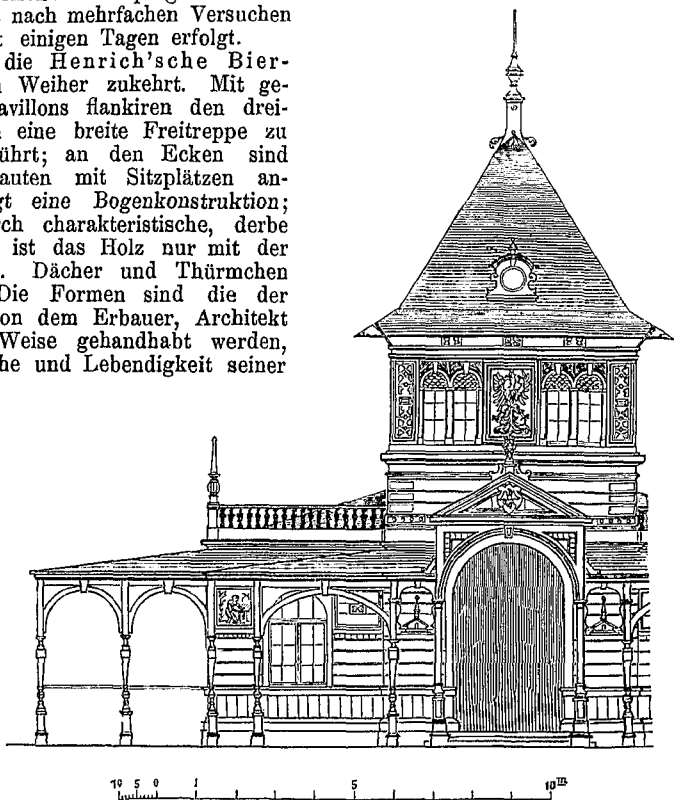 nach mehrfachen Versuchen
einigen Tagen erfolgt.
die Henrich'sche Bier-
Weiher zukehrt. Mit ge-
avillons flankiren den drei-
eine breite Freitreppe zu
ührt; an den Ecken sind
auten mit Sitzplätzen an-
gt eine Bogenkonstruktion;
ch charakteristische, derbe
ist das Holz nur mit der
. Dächer und Thürmchen
Die Formen sind die der
on dem Erbauer, Architekt
Weise gehandhabt werden,
he und Lebendigkeit seiner
10 5 0 1 5 10 m